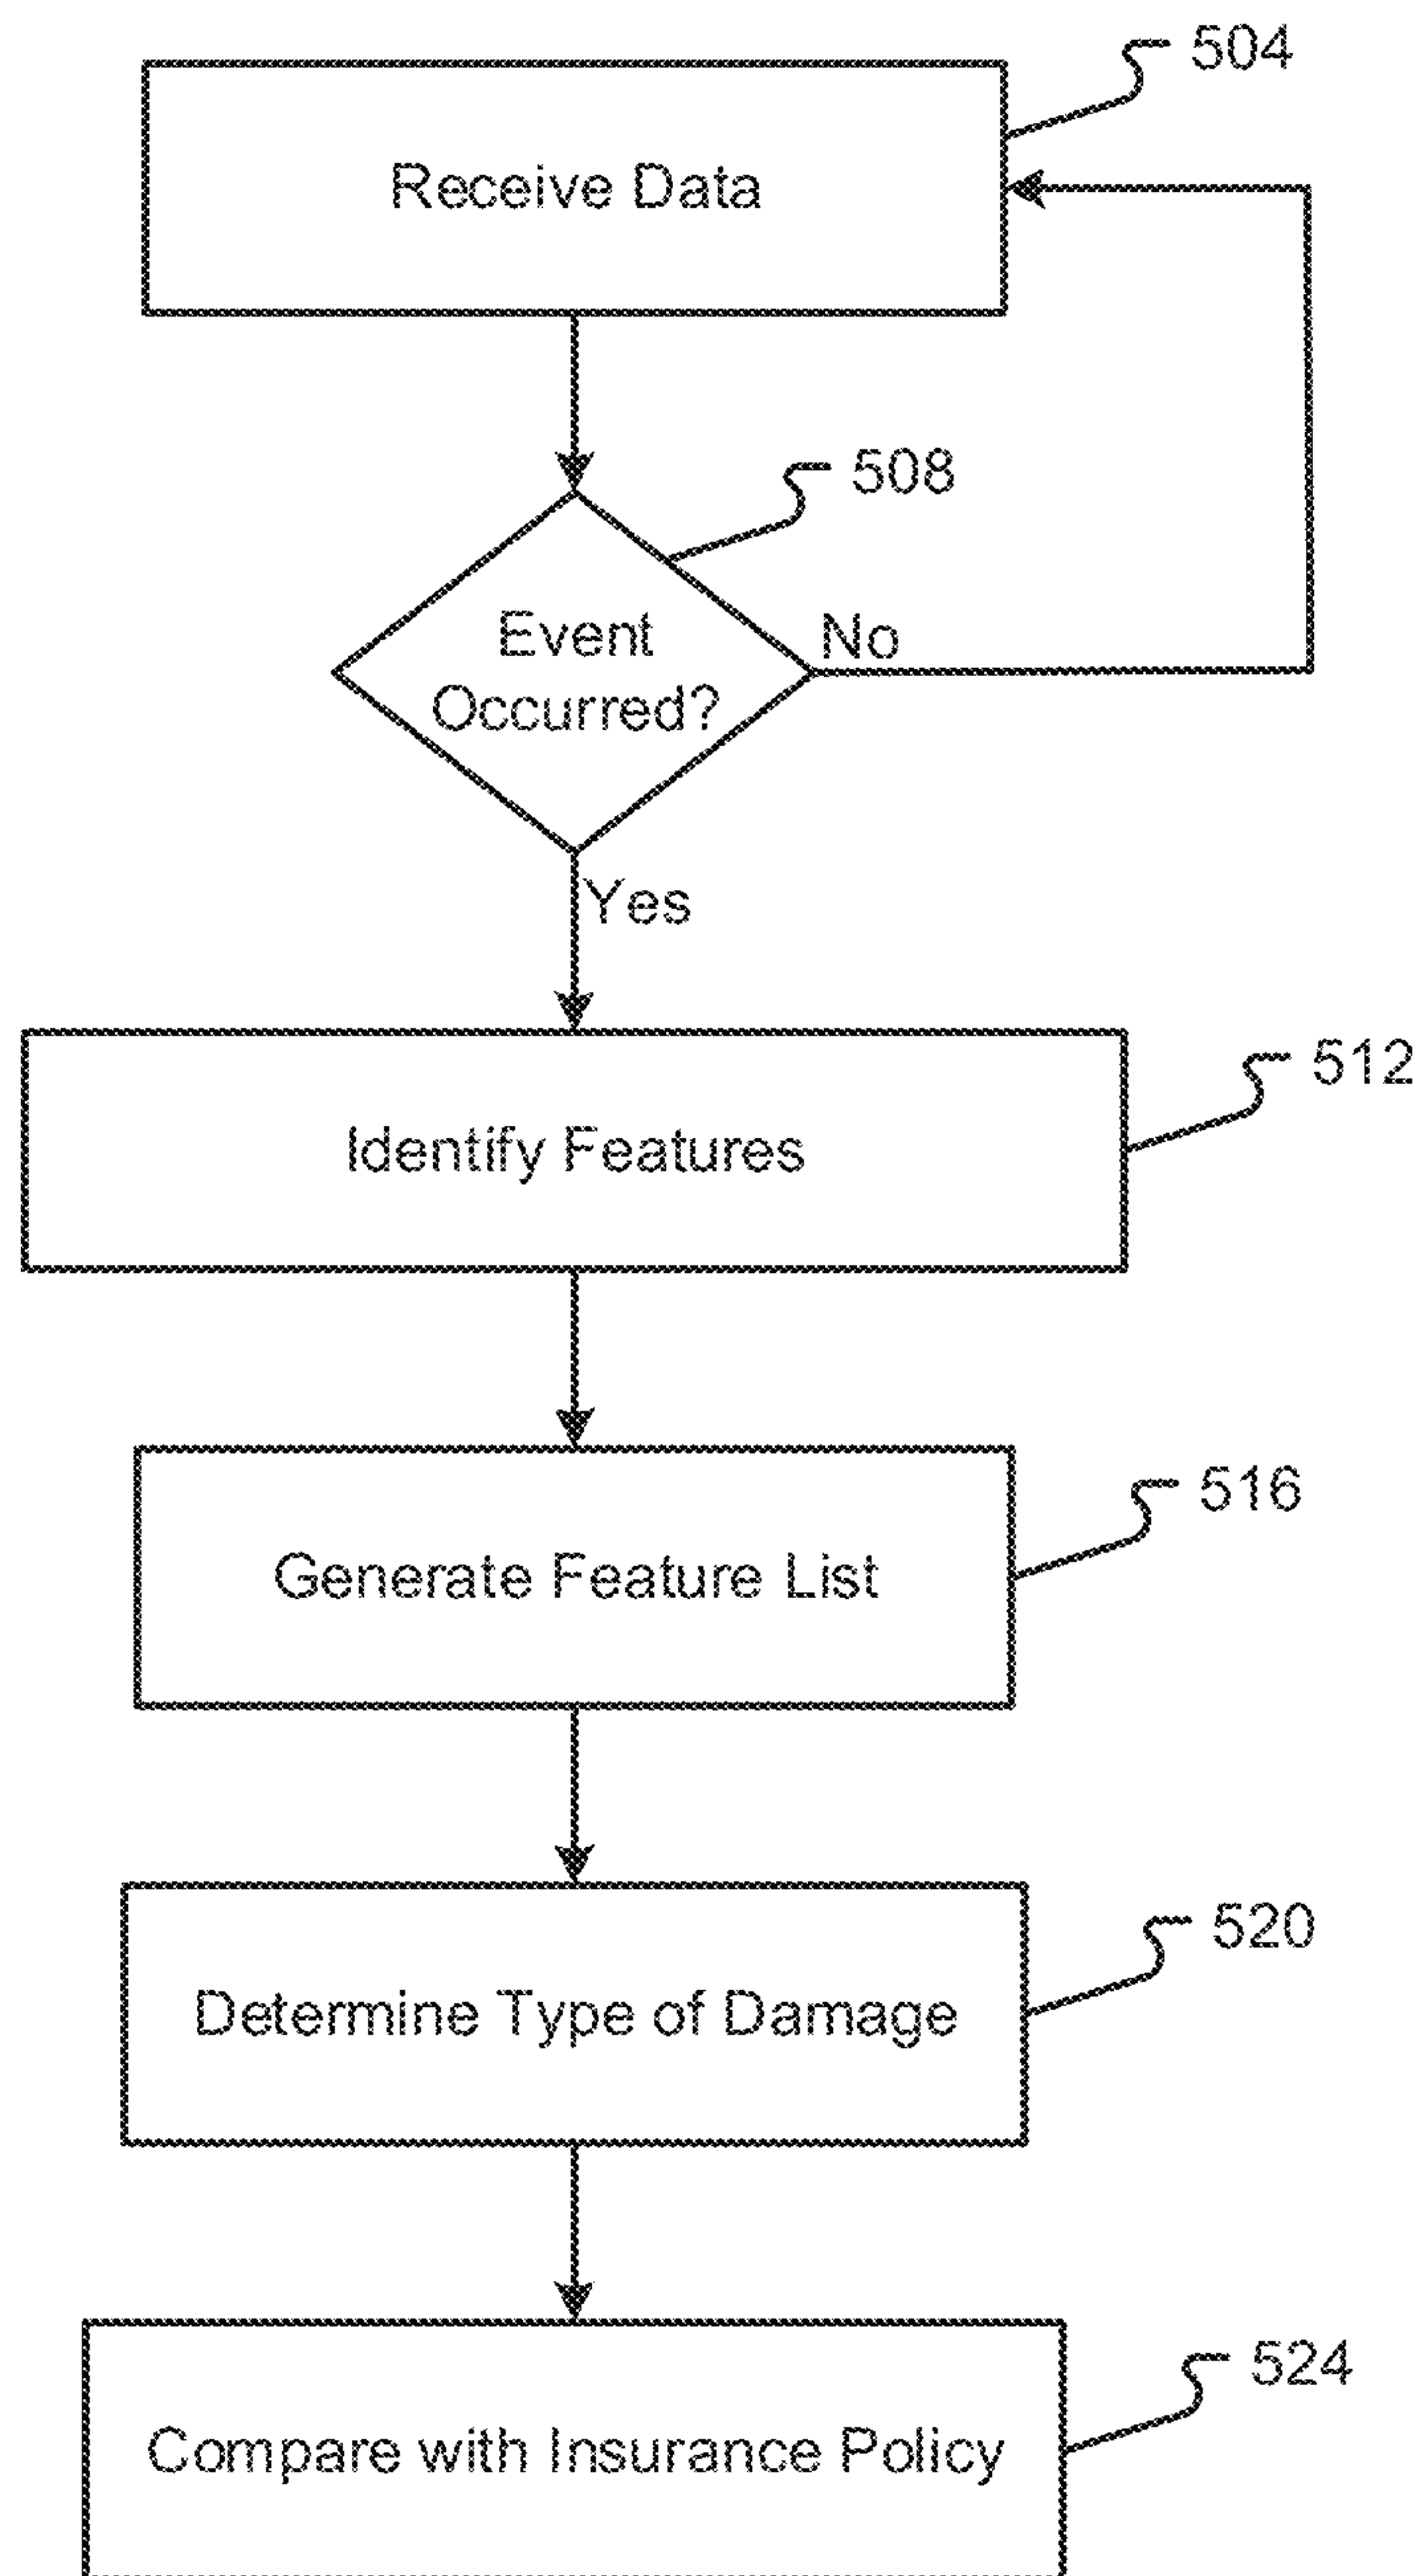 504
Receive Data
508
Event
Occurred?
No
Yes
512
Identify Features
516
Generate Feature List
520
Determine Type of Damage
524
Compare with Insurance Policy